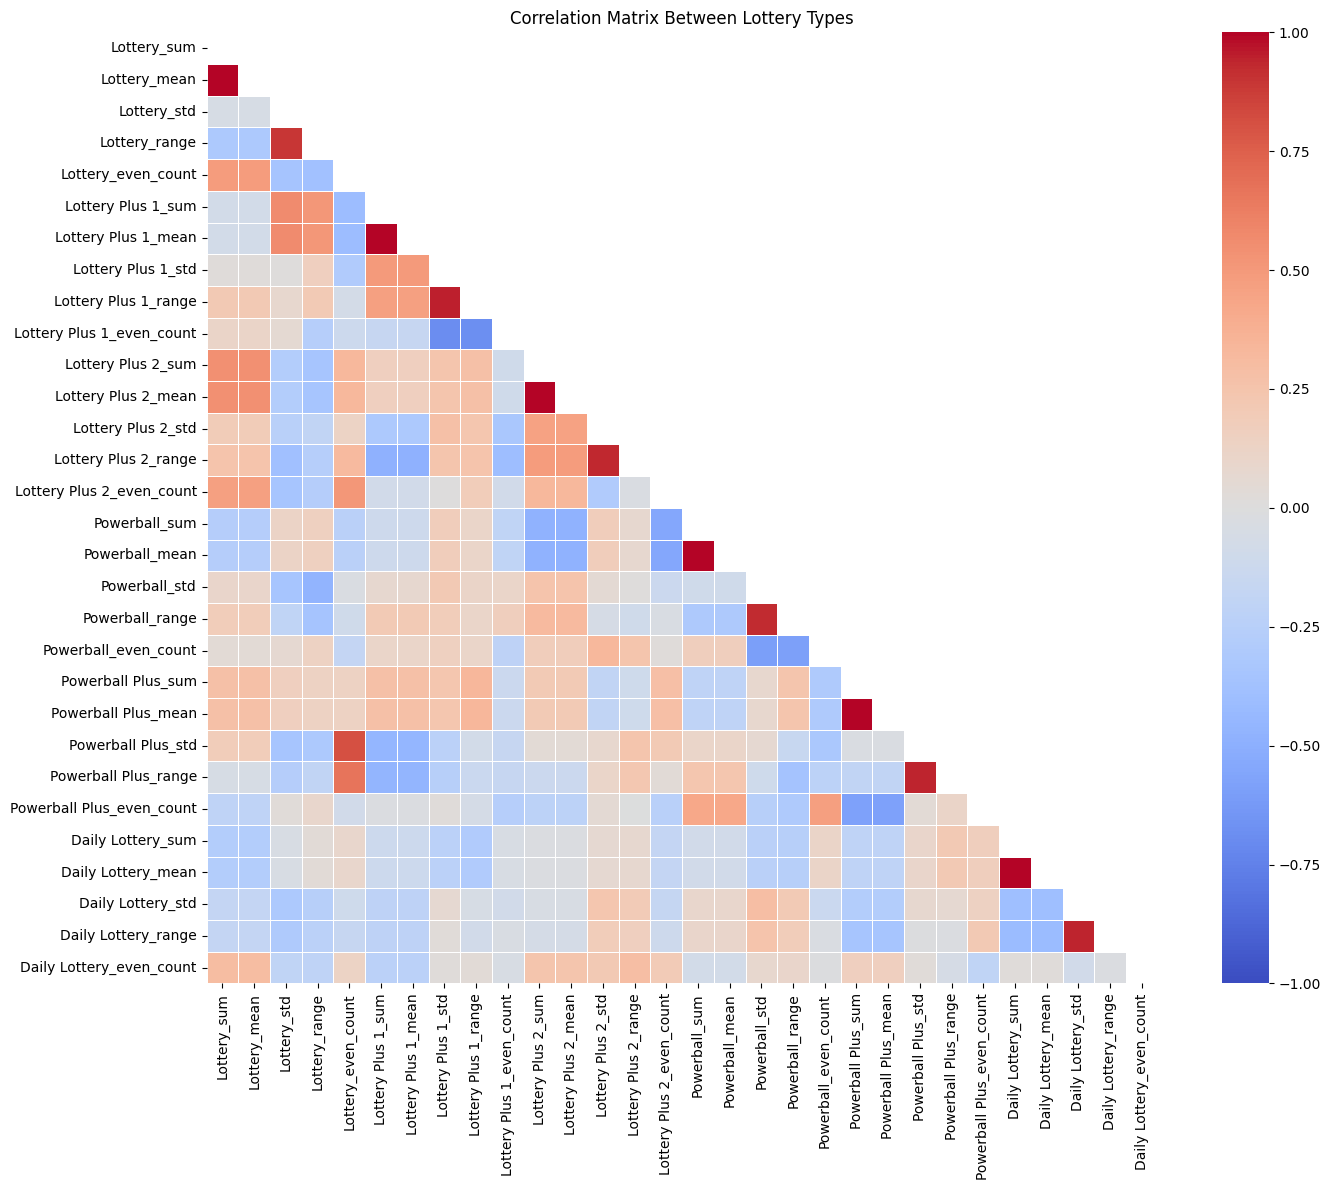 Correlation Matrix Between Lottery Types
Lottery_sum
Lottery_mean
Lottery_std
Lottery_range
Lottery_even_count
Lottery Plus 1_sum
Lottery Plus 1_mean
Lottery Plus 1_std
Lottery Plus 1_range
Lottery Plus 1_even_count
Lottery Plus 2_sum
Lottery Plus 2_mean
Lottery Plus 2_std
Lottery Plus 2_range
Lottery Plus 2_even_count
Powerball_sum
Powerball_mean
Powerball_std
Powerball_range
Powerball_even_count
Powerball Plus_sum
Powerball Plus_mean
Powerball Plus_std
Powerball Plus_range
Powerball Plus_even_count
Daily Lottery_sum
Daily Lottery_mean
Daily Lottery_std
Daily Lottery_range
Daily Lottery_even_count
Lottery_sum
Lottery_mean
Lottery_std
Lottery_range
Lottery_even_count
Lottery Plus 1_sum
Lottery Plus 1_mean
Lottery Plus 1_std
Lottery Plus 1_range
Lottery Plus 1_even_count
Lottery Plus 2_sum
Lottery Plus 2_mean
Lottery Plus 2_std
Lottery Plus 2_range
Lottery Plus 2_even_count
Powerball_sum
Powerball_mean
Powerball_std
Powerball_range
Powerball_even_count
Powerball Plus_sum
Powerball Plus_mean
Powerball Plus_std
Powerball Plus_range
Powerball Plus_even_count
Daily Lottery_sum
Daily Lottery_mean
Daily Lottery_std
Daily Lottery_range
Daily Lottery_even_count
1.00
0.75
0.50
0.25
0.00
−0.25
−0.50
−0.75
−1.00